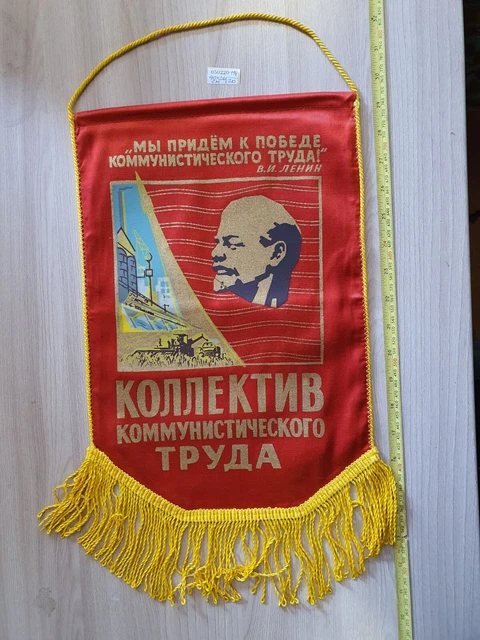 „МЫ ПРИДЁМ К ПОБЕДЕ
КОММУНИСТИЧЕСКОГО ТРУДА!"
В.И. ЛЕНИН
КОЛЛЕКТИВ
КОММУНИСТИЧЕСКОГО
ТРУДА